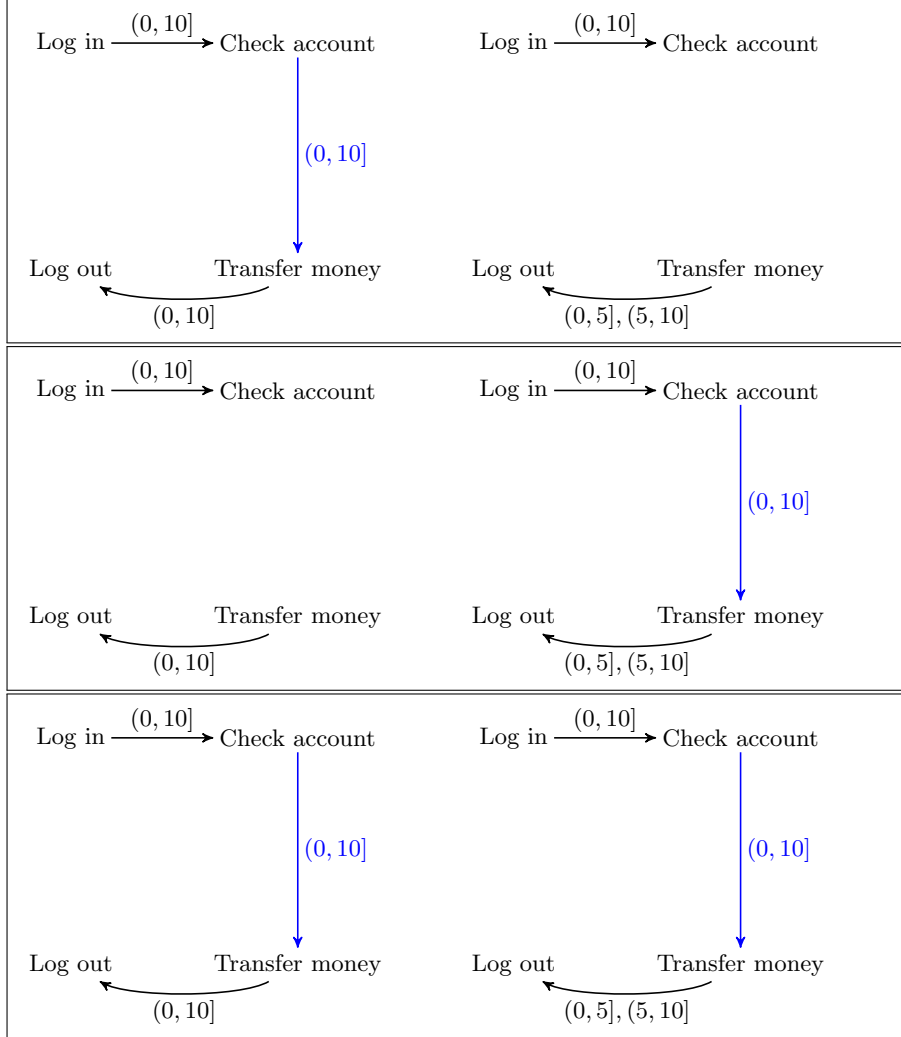 (0, 10] (0, 10]
Log in Check account Log in Check account
(0, 10]
Log out Transfer money Log out Transfer money
(0, 10] (0, 5], (5, 10]
(0, 10] (0, 10]
Log in Check account Log in Check account
(0, 10]
Log out Transfer money Log out Transfer money
(0, 10] (0, 5], (5, 10]
(0, 10] (0, 10]
Log in Check account Log in Check account
(0, 10] (0, 10]
Log out Transfer money Log out Transfer money
(0, 10] (0, 5], (5, 10]